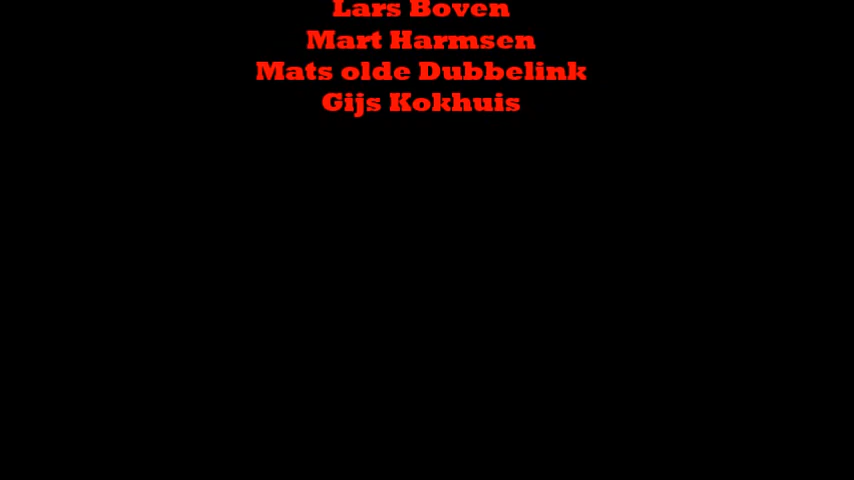 Lars Boven
Mart Harmsen
Mats olde Dubbelink
Gijs Kokhuis